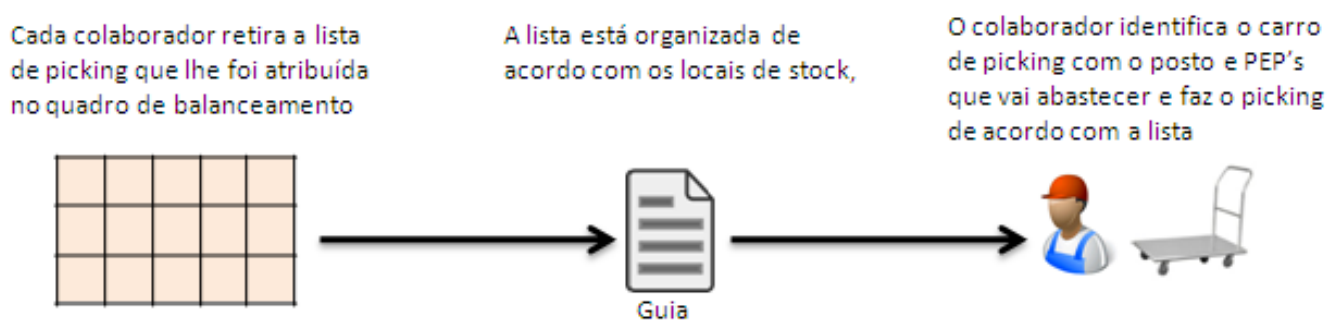 Cada colaborador retira a lista
de picking que lhe foi atribuída
no quadro de balanceamento
A lista está organizada de
acordo com os locais de stock,
O colaborador identifica o carro
de picking com o posto e PEP's
que vai abastecer e faz o picking
de acordo com a lista
Guia